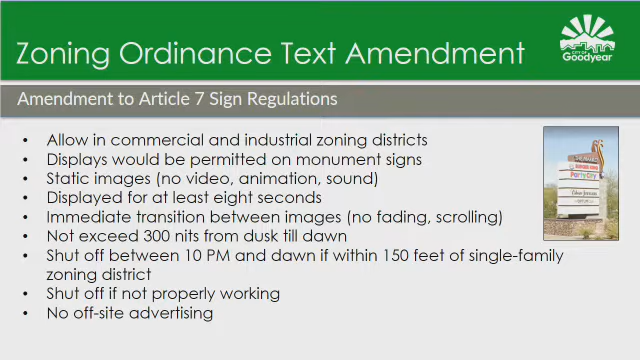 Zoning Ordinance Text Amendment
CITY OF
Goodyear
Amendment to Article 7 Sign Regulations
• Allow in commercial and industrial zoning districts
• Displays would be permitted on monument signs
• Static images (no video, animation, sound)
• Displayed for at least eight seconds
• Immediate transition between images (no fading, scrolling)
• Not exceed 300 nits from dusk till dawn
• Shut off between 10 PM and dawn if within 150 feet of single-family
zoning district
• Shut off if not properly working
• No off-site advertising
Party City